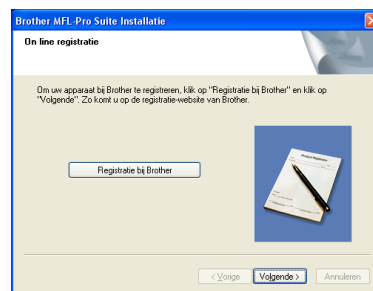 Brother MFL-Pro Suite Installatie
On line registratie
Om uw apparaat bij Brother te registreren, klik op "Registratie bij Brother" en klik op
"Volgende". Zo komt u op de registratie-website van Brother.
Product Registration
Registratie bij Brother
< Vorige
Volgende >
Annuleren